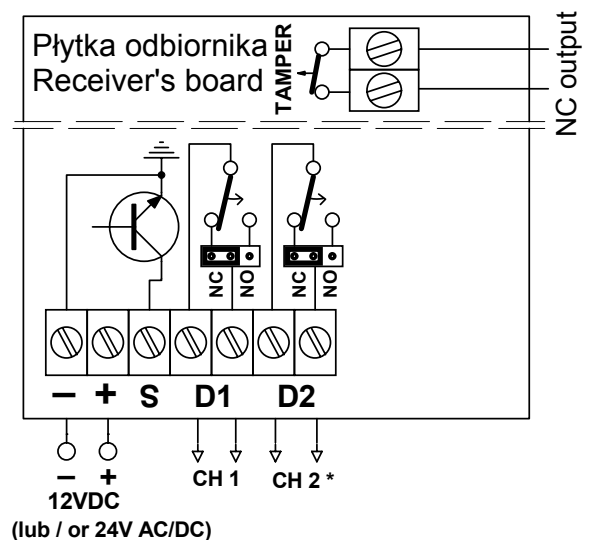 Płytka odbiornika
Receiver's board
TAMPER
NC output
NC NO NC NO
− + S D1 D2
− +
12VDC
(lub / or 24V AC/DC)
CH 1
CH 2 *